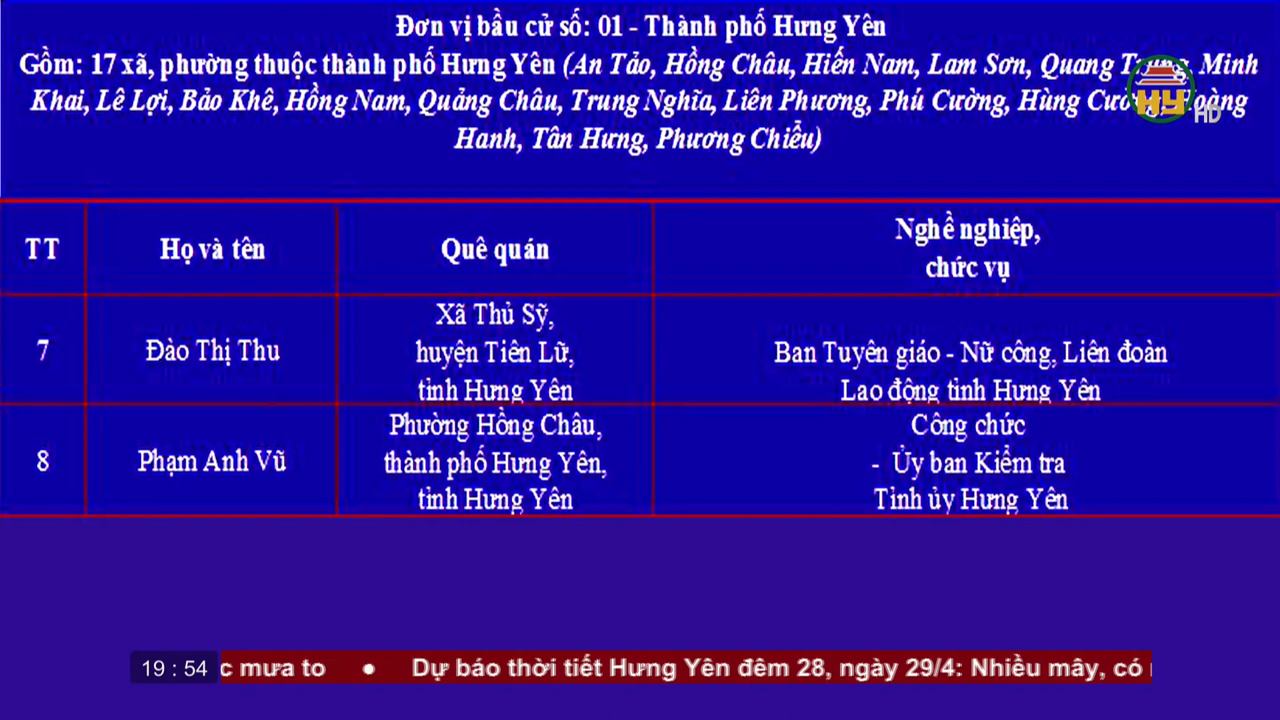 Đơn vị bầu cử số: 01 - Thành phố Hưng Yên
Gồm: 17 xã, phường thuộc thành phố Hưng Yên (An Tảo, Hồng Châu, Hiến Nam, Lam Sơn, Quang Trung, Minh
Khai, Lê Lợi, Bảo Khê, Hồng Nam, Quảng Châu, Trung Nghĩa, Liên Phương, Phú Cường, Hùng Cường, Hoàng
Hanh, Tân Hưng, Phương Chiểu)
HY HD
TT
Họ và tên
Quê quán
Nghề nghiệp,
chức vụ
7
Đào Thị Thu
Xã Thủ Sỹ,
huyện Tiên Lữ,
tỉnh Hưng Yên
Ban Tuyên giáo - Nữ công, Liên đoàn
Lao động tỉnh Hưng Yên
8
Phạm Anh Vũ
Phường Hồng Châu,
thành phố Hưng Yên,
tỉnh Hưng Yên
Công chức
- Ủy ban Kiểm tra
Tỉnh ủy Hưng Yên
19 : 54 c mưa to ● Dự báo thời tiết Hưng Yên đêm 28, ngày 29/4: Nhiều mây, có